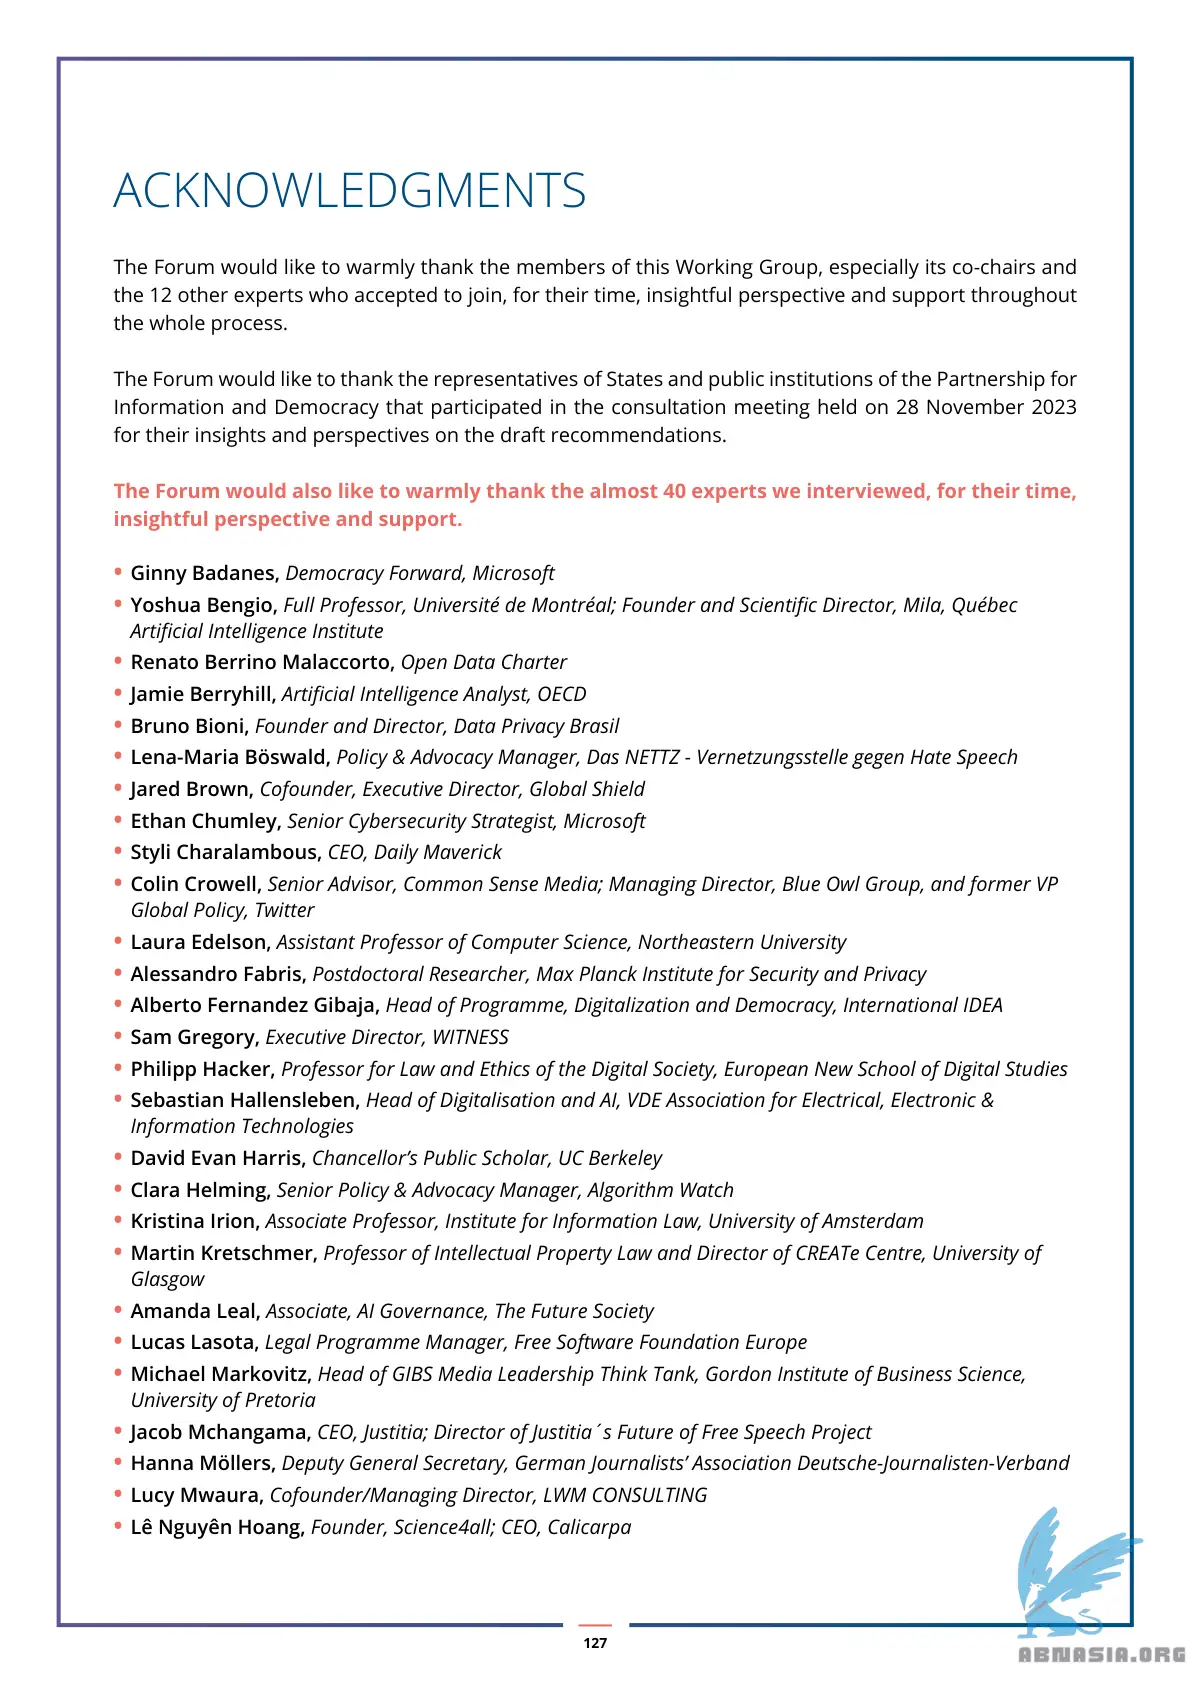 ACKNOWLEDGMENTS
The Forum would like to warmly thank the members of this Working Group, especially its co-chairs and
the 12 other experts who accepted to join, for their time, insightful perspective and support throughout
the whole process.
The Forum would like to thank the representatives of States and public institutions of the Partnership for
Information and Democracy that participated in the consultation meeting held on 28 November 2023
for their insights and perspectives on the draft recommendations.
The Forum would also like to warmly thank the almost 40 experts we interviewed, for their time,
insightful perspective and support.
• Ginny Badanes, Democracy Forward, Microsoft
• Yoshua Bengio, Full Professor, Université de Montréal; Founder and Scientific Director, Mila, Québec
Artificial Intelligence Institute
• Renato Berrino Malaccorto, Open Data Charter
• Jamie Berryhill, Artificial Intelligence Analyst, OECD
• Bruno Bioni, Founder and Director, Data Privacy Brasil
• Lena-Maria Böswald, Policy & Advocacy Manager, Das NETTZ - Vernetzungsstelle gegen Hate Speech
• Jared Brown, Cofounder, Executive Director, Global Shield
• Ethan Chumley, Senior Cybersecurity Strategist, Microsoft
• Styli Charalambous, CEO, Daily Maverick
• Colin Crowell, Senior Advisor, Common Sense Media; Managing Director, Blue Owl Group, and former VP
Global Policy, Twitter
• Laura Edelson, Assistant Professor of Computer Science, Northeastern University
• Alessandro Fabris, Postdoctoral Researcher, Max Planck Institute for Security and Privacy
• Alberto Fernandez Gibaja, Head of Programme, Digitalization and Democracy, International IDEA
• Sam Gregory, Executive Director, WITNESS
• Philipp Hacker, Professor for Law and Ethics of the Digital Society, European New School of Digital Studies
• Sebastian Hallensleben, Head of Digitalisation and AI, VDE Association for Electrical, Electronic &
Information Technologies
• David Evan Harris, Chancellor’s Public Scholar, UC Berkeley
• Clara Helming, Senior Policy & Advocacy Manager, Algorithm Watch
• Kristina Irion, Associate Professor, Institute for Information Law, University of Amsterdam
• Martin Kretschmer, Professor of Intellectual Property Law and Director of CREATe Centre, University of
Glasgow
• Amanda Leal, Associate, AI Governance, The Future Society
• Lucas Lasota, Legal Programme Manager, Free Software Foundation Europe
• Michael Markovitz, Head of GIBS Media Leadership Think Tank, Gordon Institute of Business Science,
University of Pretoria
• Jacob Mchangama, CEO, Justitia; Director of Justitia´s Future of Free Speech Project
• Hanna Möllers, Deputy General Secretary, German Journalists’ Association Deutsche-Journalisten-Verband
• Lucy Mwaura, Cofounder/Managing Director, LWM CONSULTING
• Lê Nguyên Hoang, Founder, Science4all; CEO, Calicarpa
127
ABNASIA.ORG